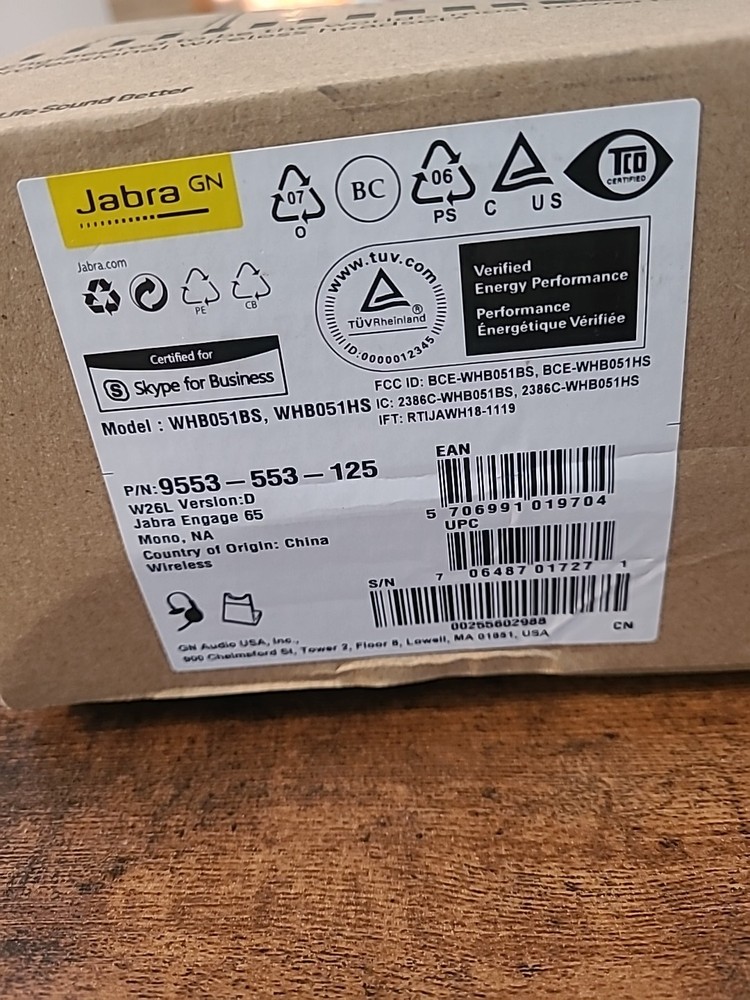 Life Sound Better
Jabra GN
07
O
BC
06
PS
C US
TCO
CERTIFIED
Jabra.com
PE
CB
www.tuv.com
TÜVRheinland®
ID:0000012345
Verified
Energy Performance
Performance
Énergétique Vérifiée
Certified for
S Skype for Business
Model : WHB051BS, WHB051HS
FCC ID: BCE-WHB051BS, BCE-WHB051HS
IC: 2386C-WHB051BS, 2386C-WHB051HS
IFT: RTIJAWH18-1119
P/N:9553-553-125
W26L Version:D
Jabra Engage 65
Mono, NA
Country of Origin: China
Wireless
EAN
5 706991 019704
UPC
7 06487 01727 1
S/N
00255602988
CN
GN Audio USA, Inc.,
900 Chelmsford St, Tower 2, Floor 8, Lowell, MA 01851, USA